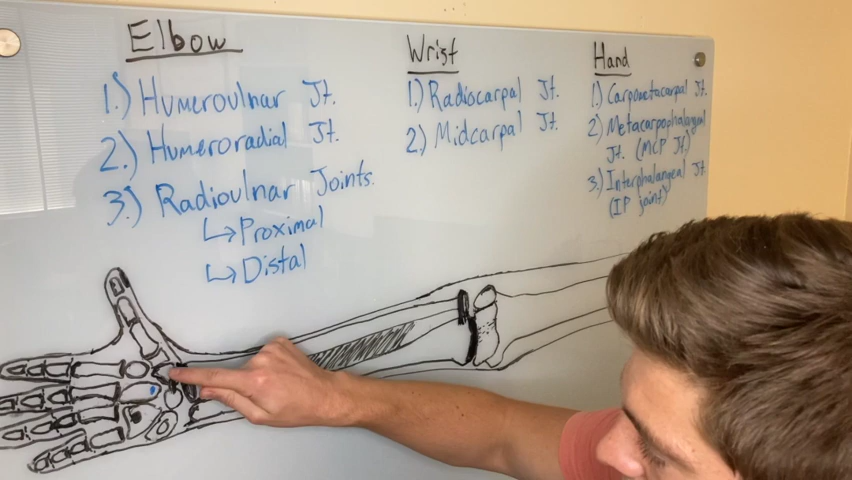 Elbow
1.) Humeroulnar Jt.
2.) Humeroradial Jt.
3.) Radioulnar Joints.
↳ Proximal
↳ Distal
Wrist
1.) Radiocarpal Jt.
2.) Midcarpal Jt.
Hand
1.) Carpometacarpal Jt.
2.) Metacarpophalangeal
Jt. (MCP Jt.)
3.) Interphalangeal Jt.
(IP joint)